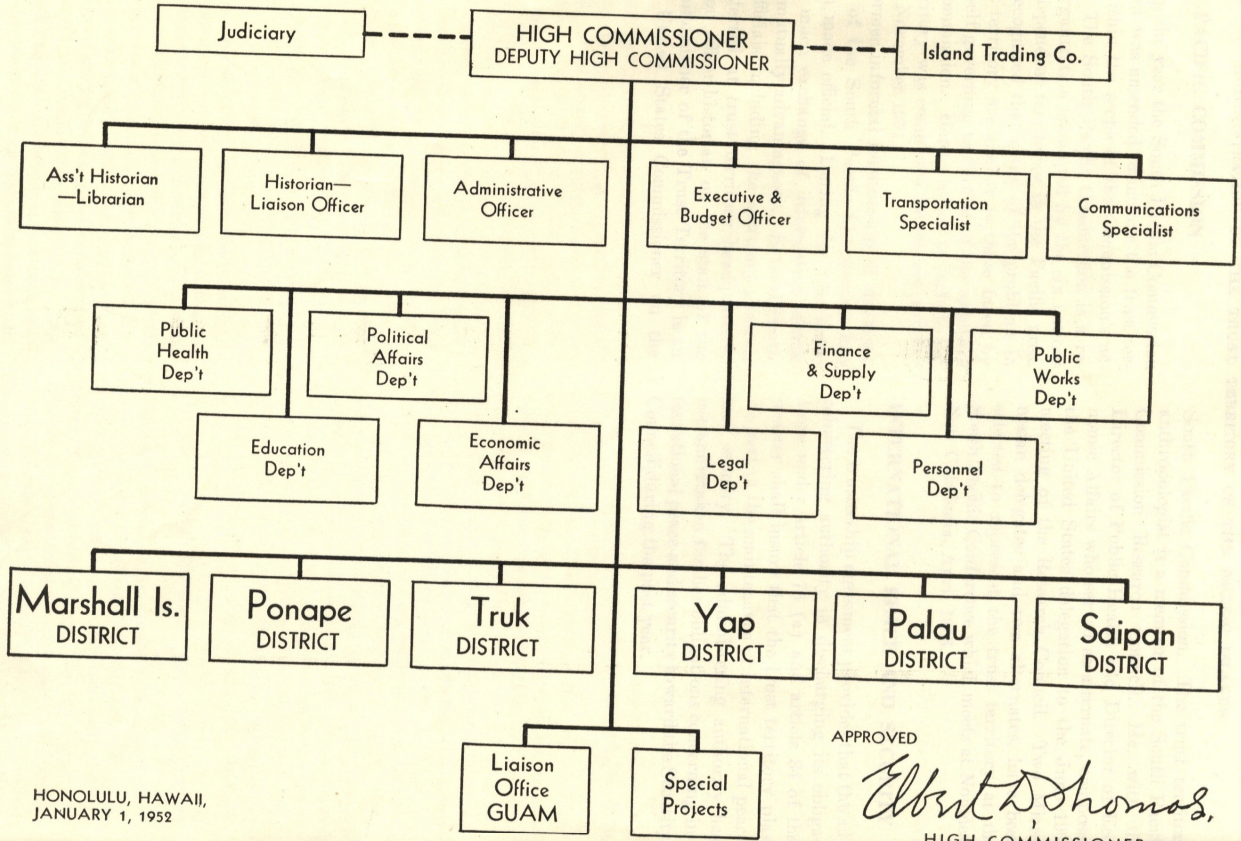 Judiciary
HIGH COMMISSIONER
DEPUTY HIGH COMMISSIONER
Island Trading Co.
Ass't Historian
—Librarian
Historian—
Liaison Officer
Administrative
Officer
Executive &
Budget Officer
Transportation
Specialist
Communications
Specialist
Public
Health
Dep't
Political
Affairs
Dep't
Finance
& Supply
Dep't
Public
Works
Dep't
Education
Dep't
Economic
Affairs
Dep't
Legal
Dep't
Personnel
Dep't
Marshall Is.
DISTRICT
Ponape
DISTRICT
Truk
DISTRICT
Yap
DISTRICT
Palau
DISTRICT
Saipan
DISTRICT
Liaison
Office
GUAM
Special
Projects
HONOLULU, HAWAII,
JANUARY 1, 1952
APPROVED
Elbert D. Thomas,
HIGH COMMISSIONER